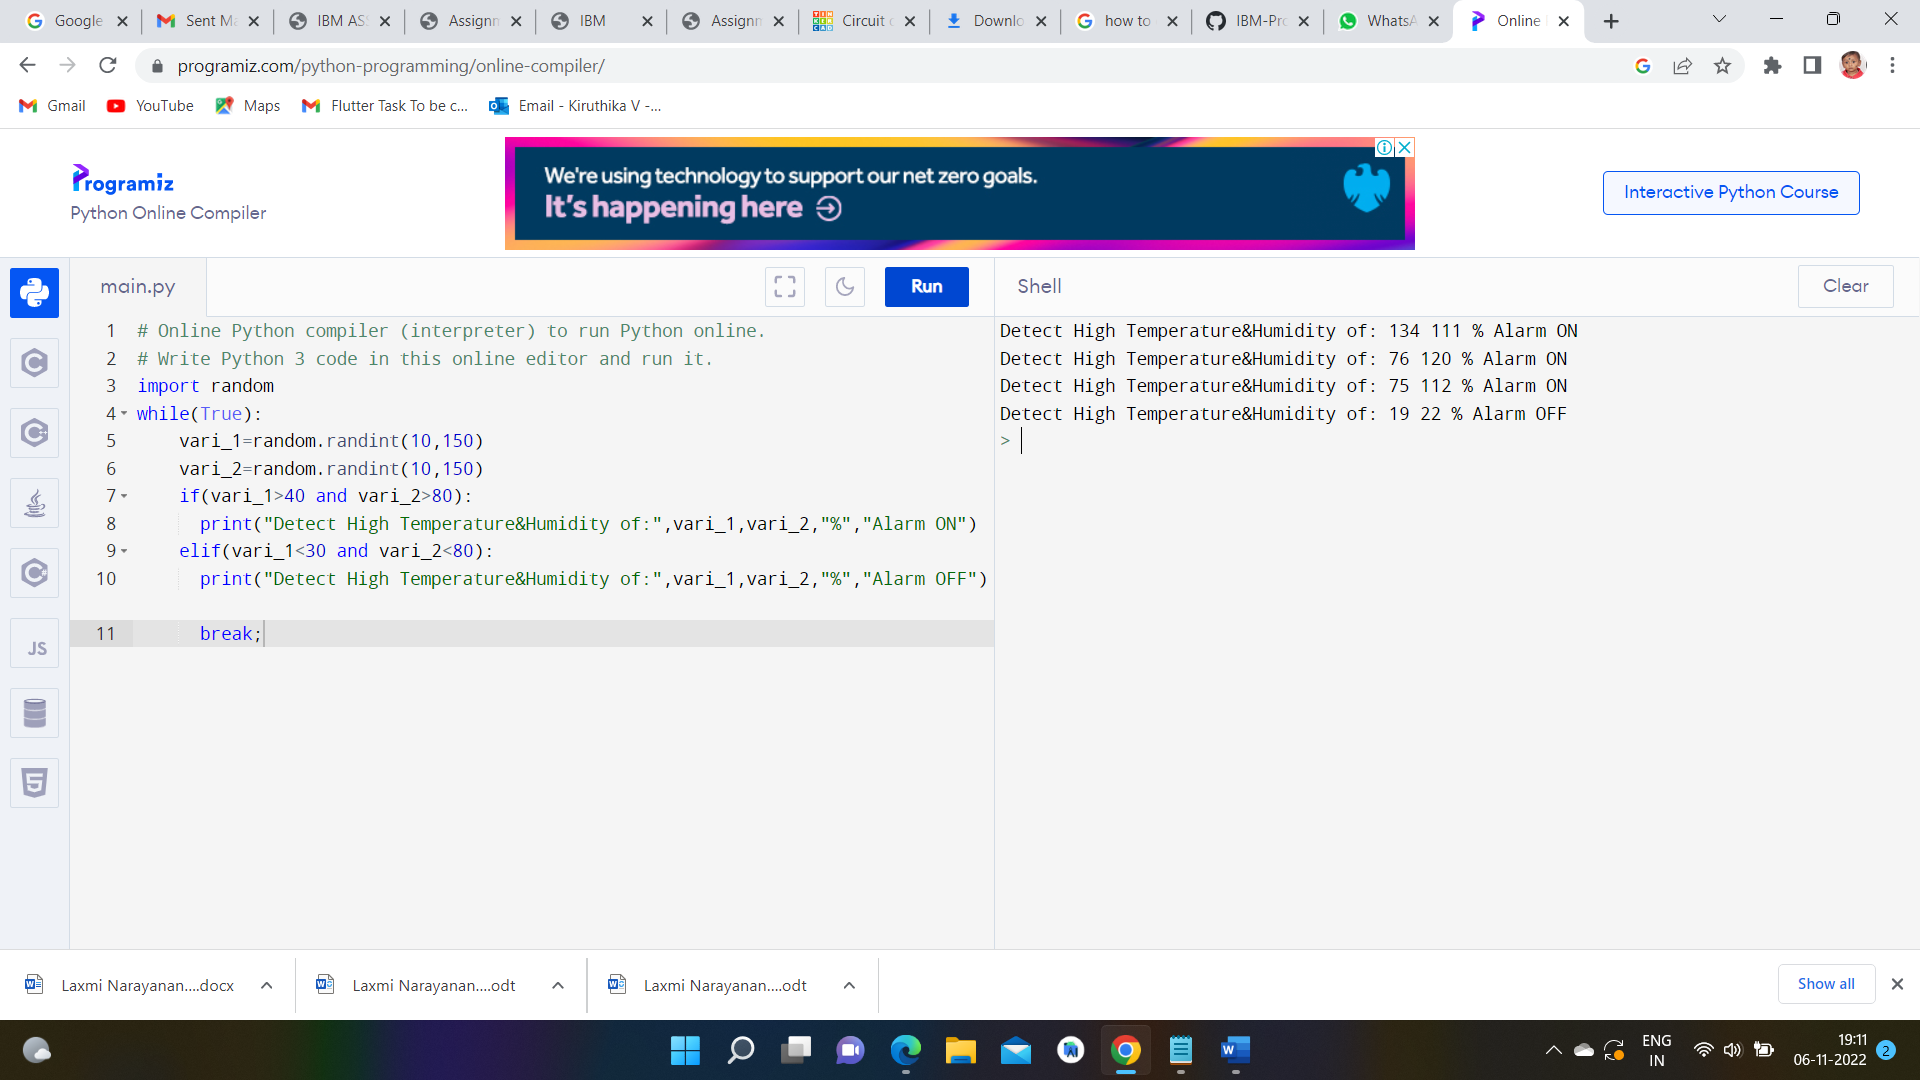 Google
Sent Ma
IBM ASS
Assignm
IBM
Assignm
Circuit c
Downlo
how to
IBM-Pro
WhatsA
Online
programiz.com/python-programming/online-compiler/
Gmail
YouTube
Maps
Flutter Task To be c...
Email - Kiruthika V -...
Programiz
Python Online Compiler
We're using technology to support our net zero goals.
It's happening here
Interactive Python Course
main.py
Run
Shell
Clear
1 # Online Python compiler (interpreter) to run Python online.
2 # Write Python 3 code in this online editor and run it.
3 import random
4 while(True):
5 vari_1=random.randint(10,150)
6 vari_2=random.randint(10,150)
7 if(vari_1>40 and vari_2>80):
8 print("Detect High Temperature&Humidity of:",vari_1,vari_2,"%","Alarm ON")
9 elif(vari_1<30 and vari_2<80):
10 print("Detect High Temperature&Humidity of:",vari_1,vari_2,"%","Alarm OFF")
11 break;
Detect High Temperature&Humidity of: 134 111 % Alarm ON
Detect High Temperature&Humidity of: 76 120 % Alarm ON
Detect High Temperature&Humidity of: 75 112 % Alarm ON
Detect High Temperature&Humidity of: 19 22 % Alarm OFF
>
JS
Laxmi Narayanan....docx
Laxmi Narayanan....odt
Laxmi Narayanan....odt
Show all
ENG
IN
19:11
06-11-2022
2